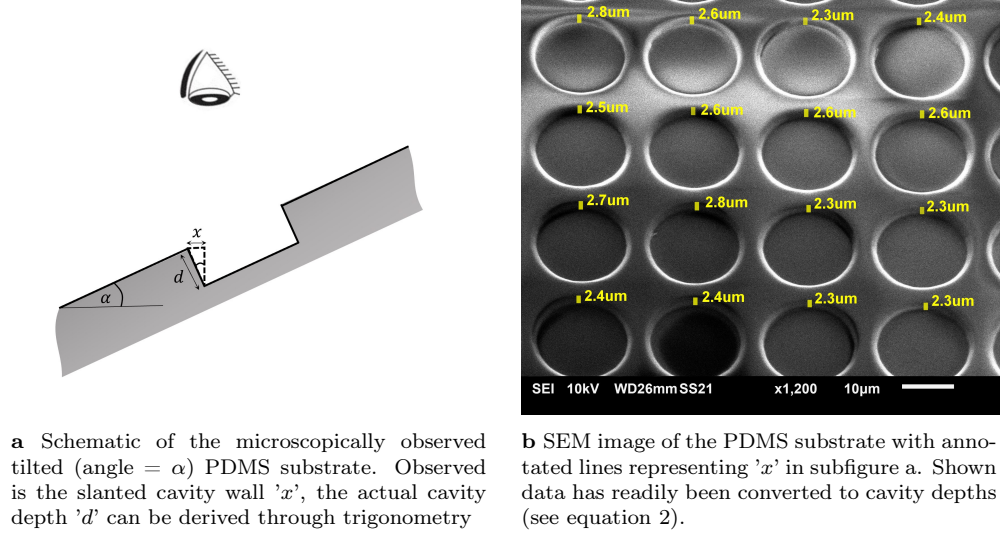 x
d
α
2.8um 2.6um 2.3um 2.4um
2.5um 2.6um 2.6um 2.6um
2.7um 2.8um 2.3um 2.3um
2.4um 2.4um 2.3um 2.3um
SEI 10kV WD26mm SS21 x1,200 10µm
a Schematic of the microscopically observed
tilted (angle = α) PDMS substrate. Observed
is the slanted cavity wall 'x', the actual cavity
depth 'd' can be derived through trigonometry
b SEM image of the PDMS substrate with anno-
tated lines representing 'x' in subfigure a. Shown
data has readily been converted to cavity depths
(see equation 2).